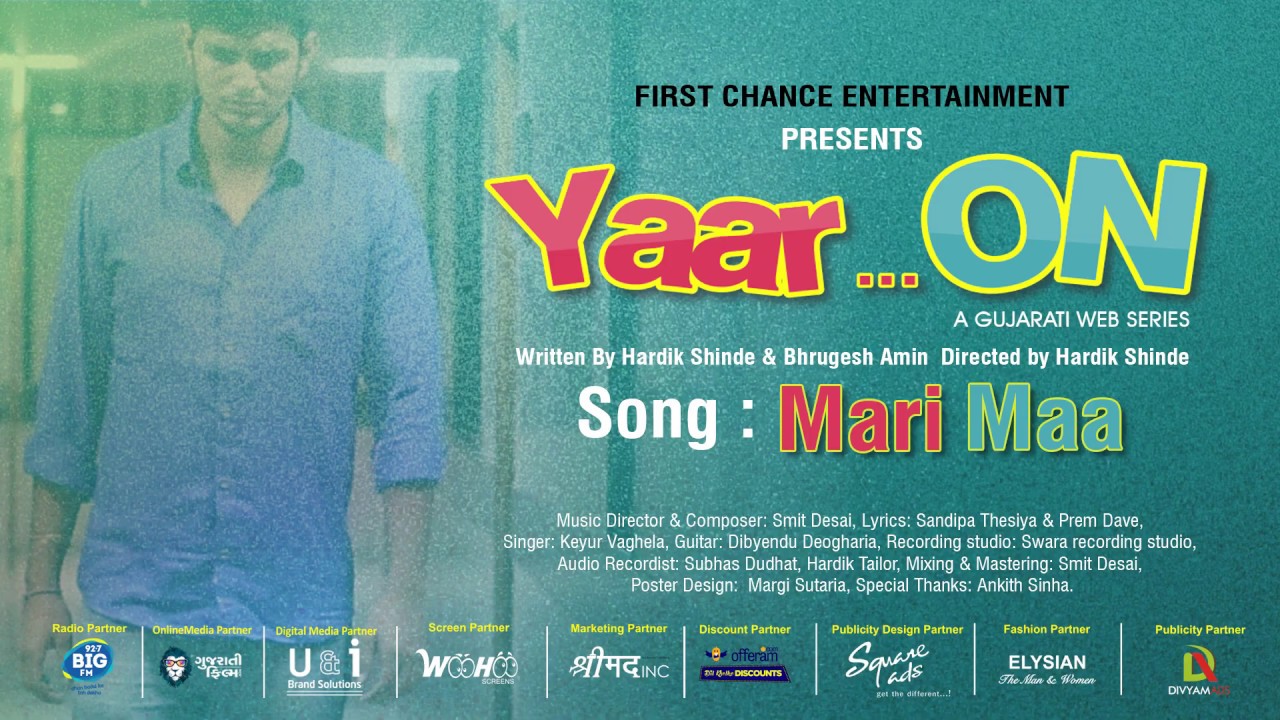 FIRST CHANCE ENTERTAINMENT
PRESENTS
Yaar ... ON
A GUJARATI WEB SERIES
Written By Hardik Shinde & Bhrugesh Amin Directed by Hardik Shinde
Song : Mari Maa
Music Director & Composer: Smit Desai, Lyrics: Sandipa Thesiya & Prem Dave,
Singer: Keyur Vaghela, Guitar: Dibyendu Deogharia, Recording studio: Swara recording studio,
Audio Recordist: Subhas Dudhat, Hardik Tailor, Mixing & Mastering: Smit Desai,
Poster Design: Margi Sutaria, Special Thanks: Ankith Sinha.
Radio Partner
92.7
BIG
FM
OnlineMedia Partner
ગુજરાતી
ફિલ્મ
Digital Media Partner
U & i
Brand Solutions
Screen Partner
WOOHOO
SCREENS
Marketing Partner
श्रीमद INC
Discount Partner
offeram
DISCOUNTS
Publicity Design Partner
Square
ads
get the different...!
Fashion Partner
ELYSIAN
The Man & Women
Publicity Partner
DIVYAM ADS